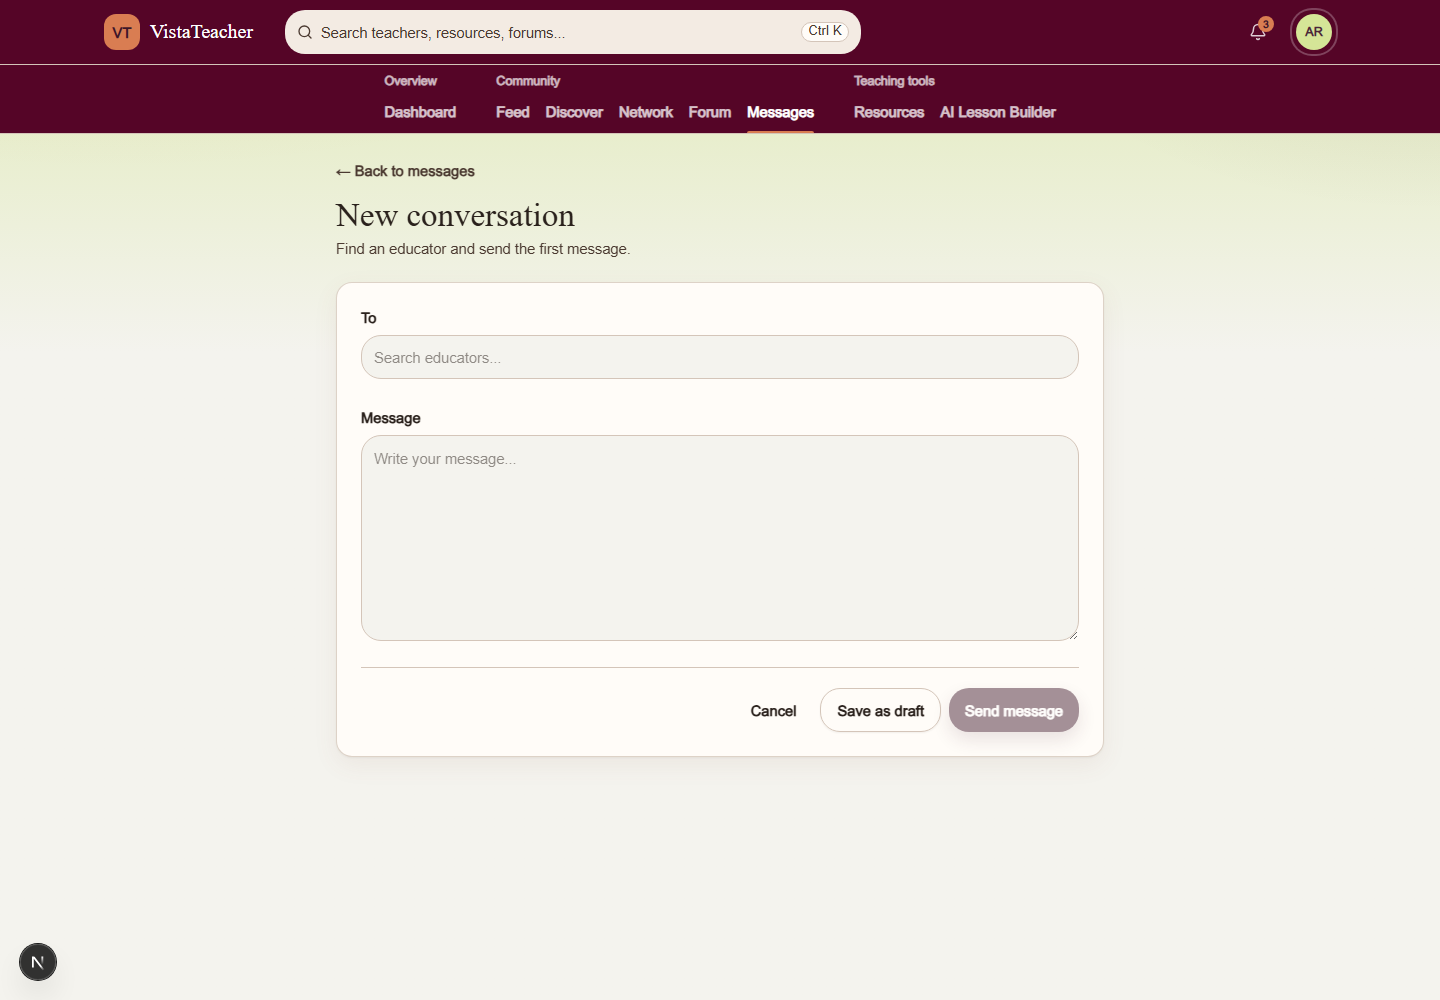 VT VistaTeacher
Search teachers, resources, forums...
Ctrl K
3
AR
Overview
Dashboard
Community
Feed Discover Network Forum Messages
Teaching tools
Resources AI Lesson Builder
← Back to messages
New conversation
Find an educator and send the first message.
To
Search educators...
Message
Write your message...
Cancel
Save as draft
Send message
N